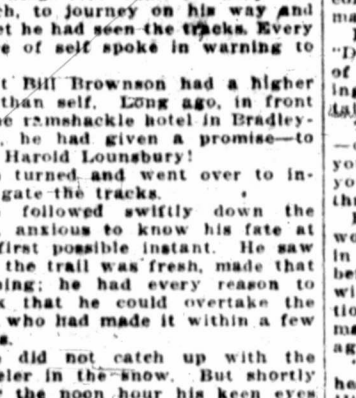 ch, to journey on his way and
et he had seen the tracks. Every
e of self spoke in warning to
t Bill Brownson had a higher
than self. Long ago, in front
e ramshackle hotel in Bradley-
, he had given a promise—to
Harold Lounsbury!
turned and went over to in-
gate the tracks.
followed swiftly down the
anxious to know his fate at
first possible instant. He saw
the trail was fresh, made that
ning; he had every reason to
k that he could overtake the
who had made it within a few
s.
did not catch up with the
eler in the snow. But shortly
the noon hour his keen eyes